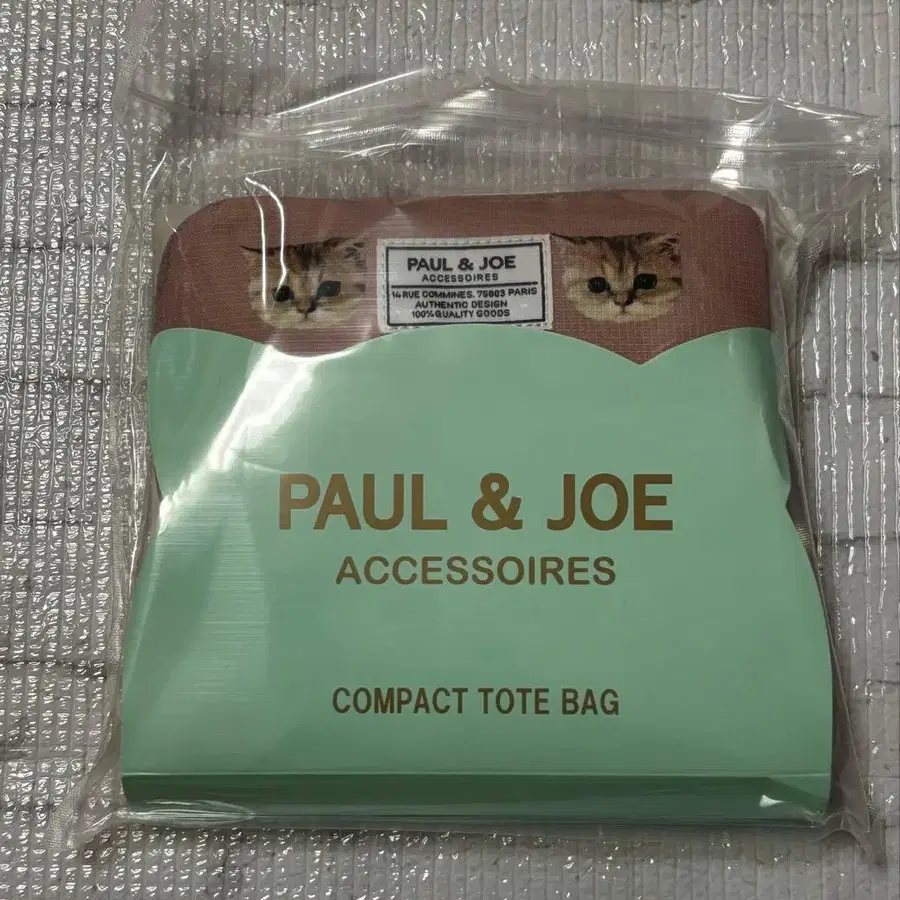 PAUL & JOE
ACCESSOIRES
14 RUE COMMINES. 75003 PARIS
AUTHENTIC DESIGN
100% QUALITY GOODS
PAUL & JOE
ACCESSOIRES
COMPACT TOTE BAG